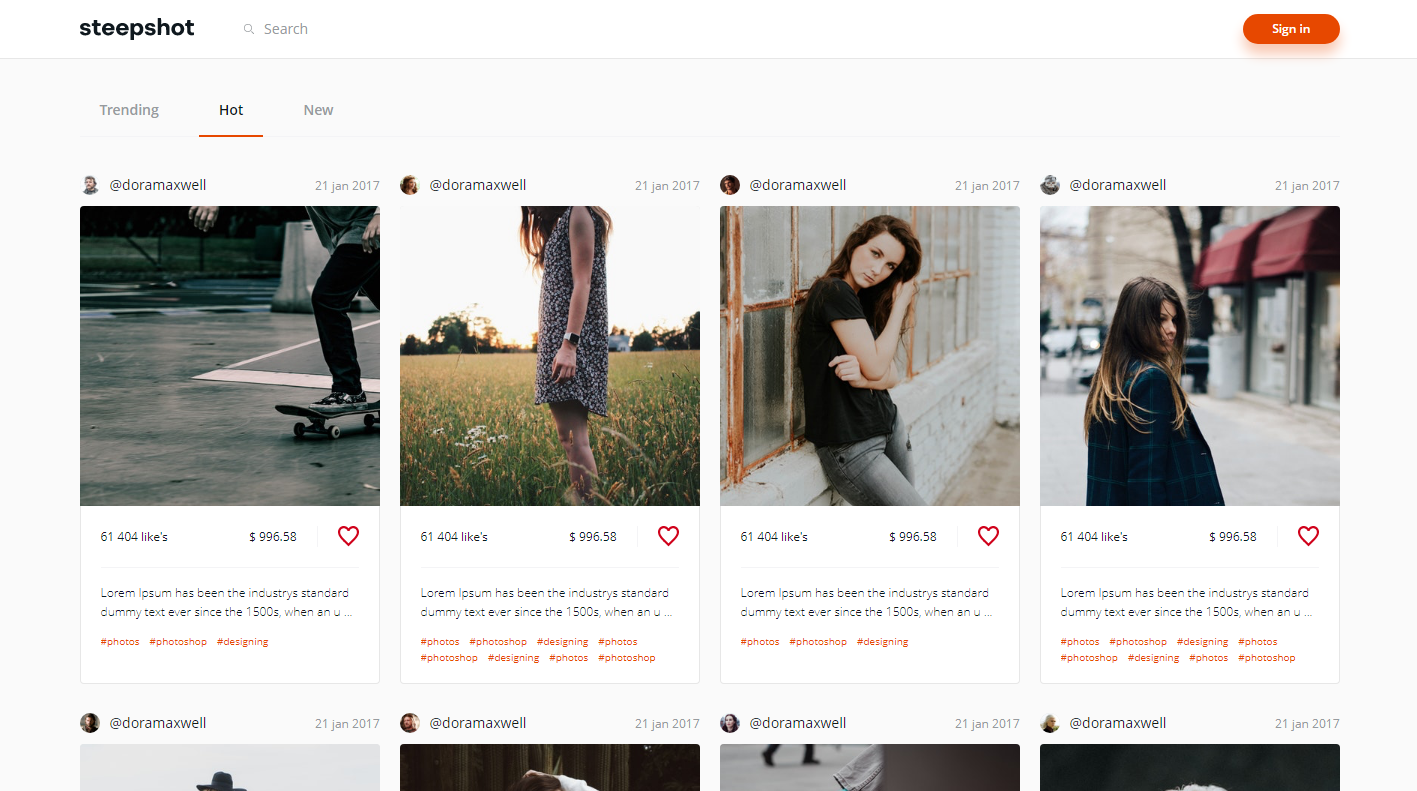 steepshot
Search
Sign in
Trending
Hot
New
@doramaxwell 21 jan 2017
@doramaxwell 21 jan 2017
@doramaxwell 21 jan 2017
@doramaxwell 21 jan 2017
61 404 like's $ 996.58
Lorem Ipsum has been the industrys standard
dummy text ever since the 1500s, when an u ...
#photos #photoshop #designing
61 404 like's $ 996.58
Lorem Ipsum has been the industrys standard
dummy text ever since the 1500s, when an u ...
#photos #photoshop #designing #photos
#photoshop #designing #photos #photoshop
61 404 like's $ 996.58
Lorem Ipsum has been the industrys standard
dummy text ever since the 1500s, when an u ...
#photos #photoshop #designing
61 404 like's $ 996.58
Lorem Ipsum has been the industrys standard
dummy text ever since the 1500s, when an u ...
#photos #photoshop #designing #photos
#photoshop #designing #photos #photoshop
@doramaxwell 21 jan 2017
@doramaxwell 21 jan 2017
@doramaxwell 21 jan 2017
@doramaxwell 21 jan 2017